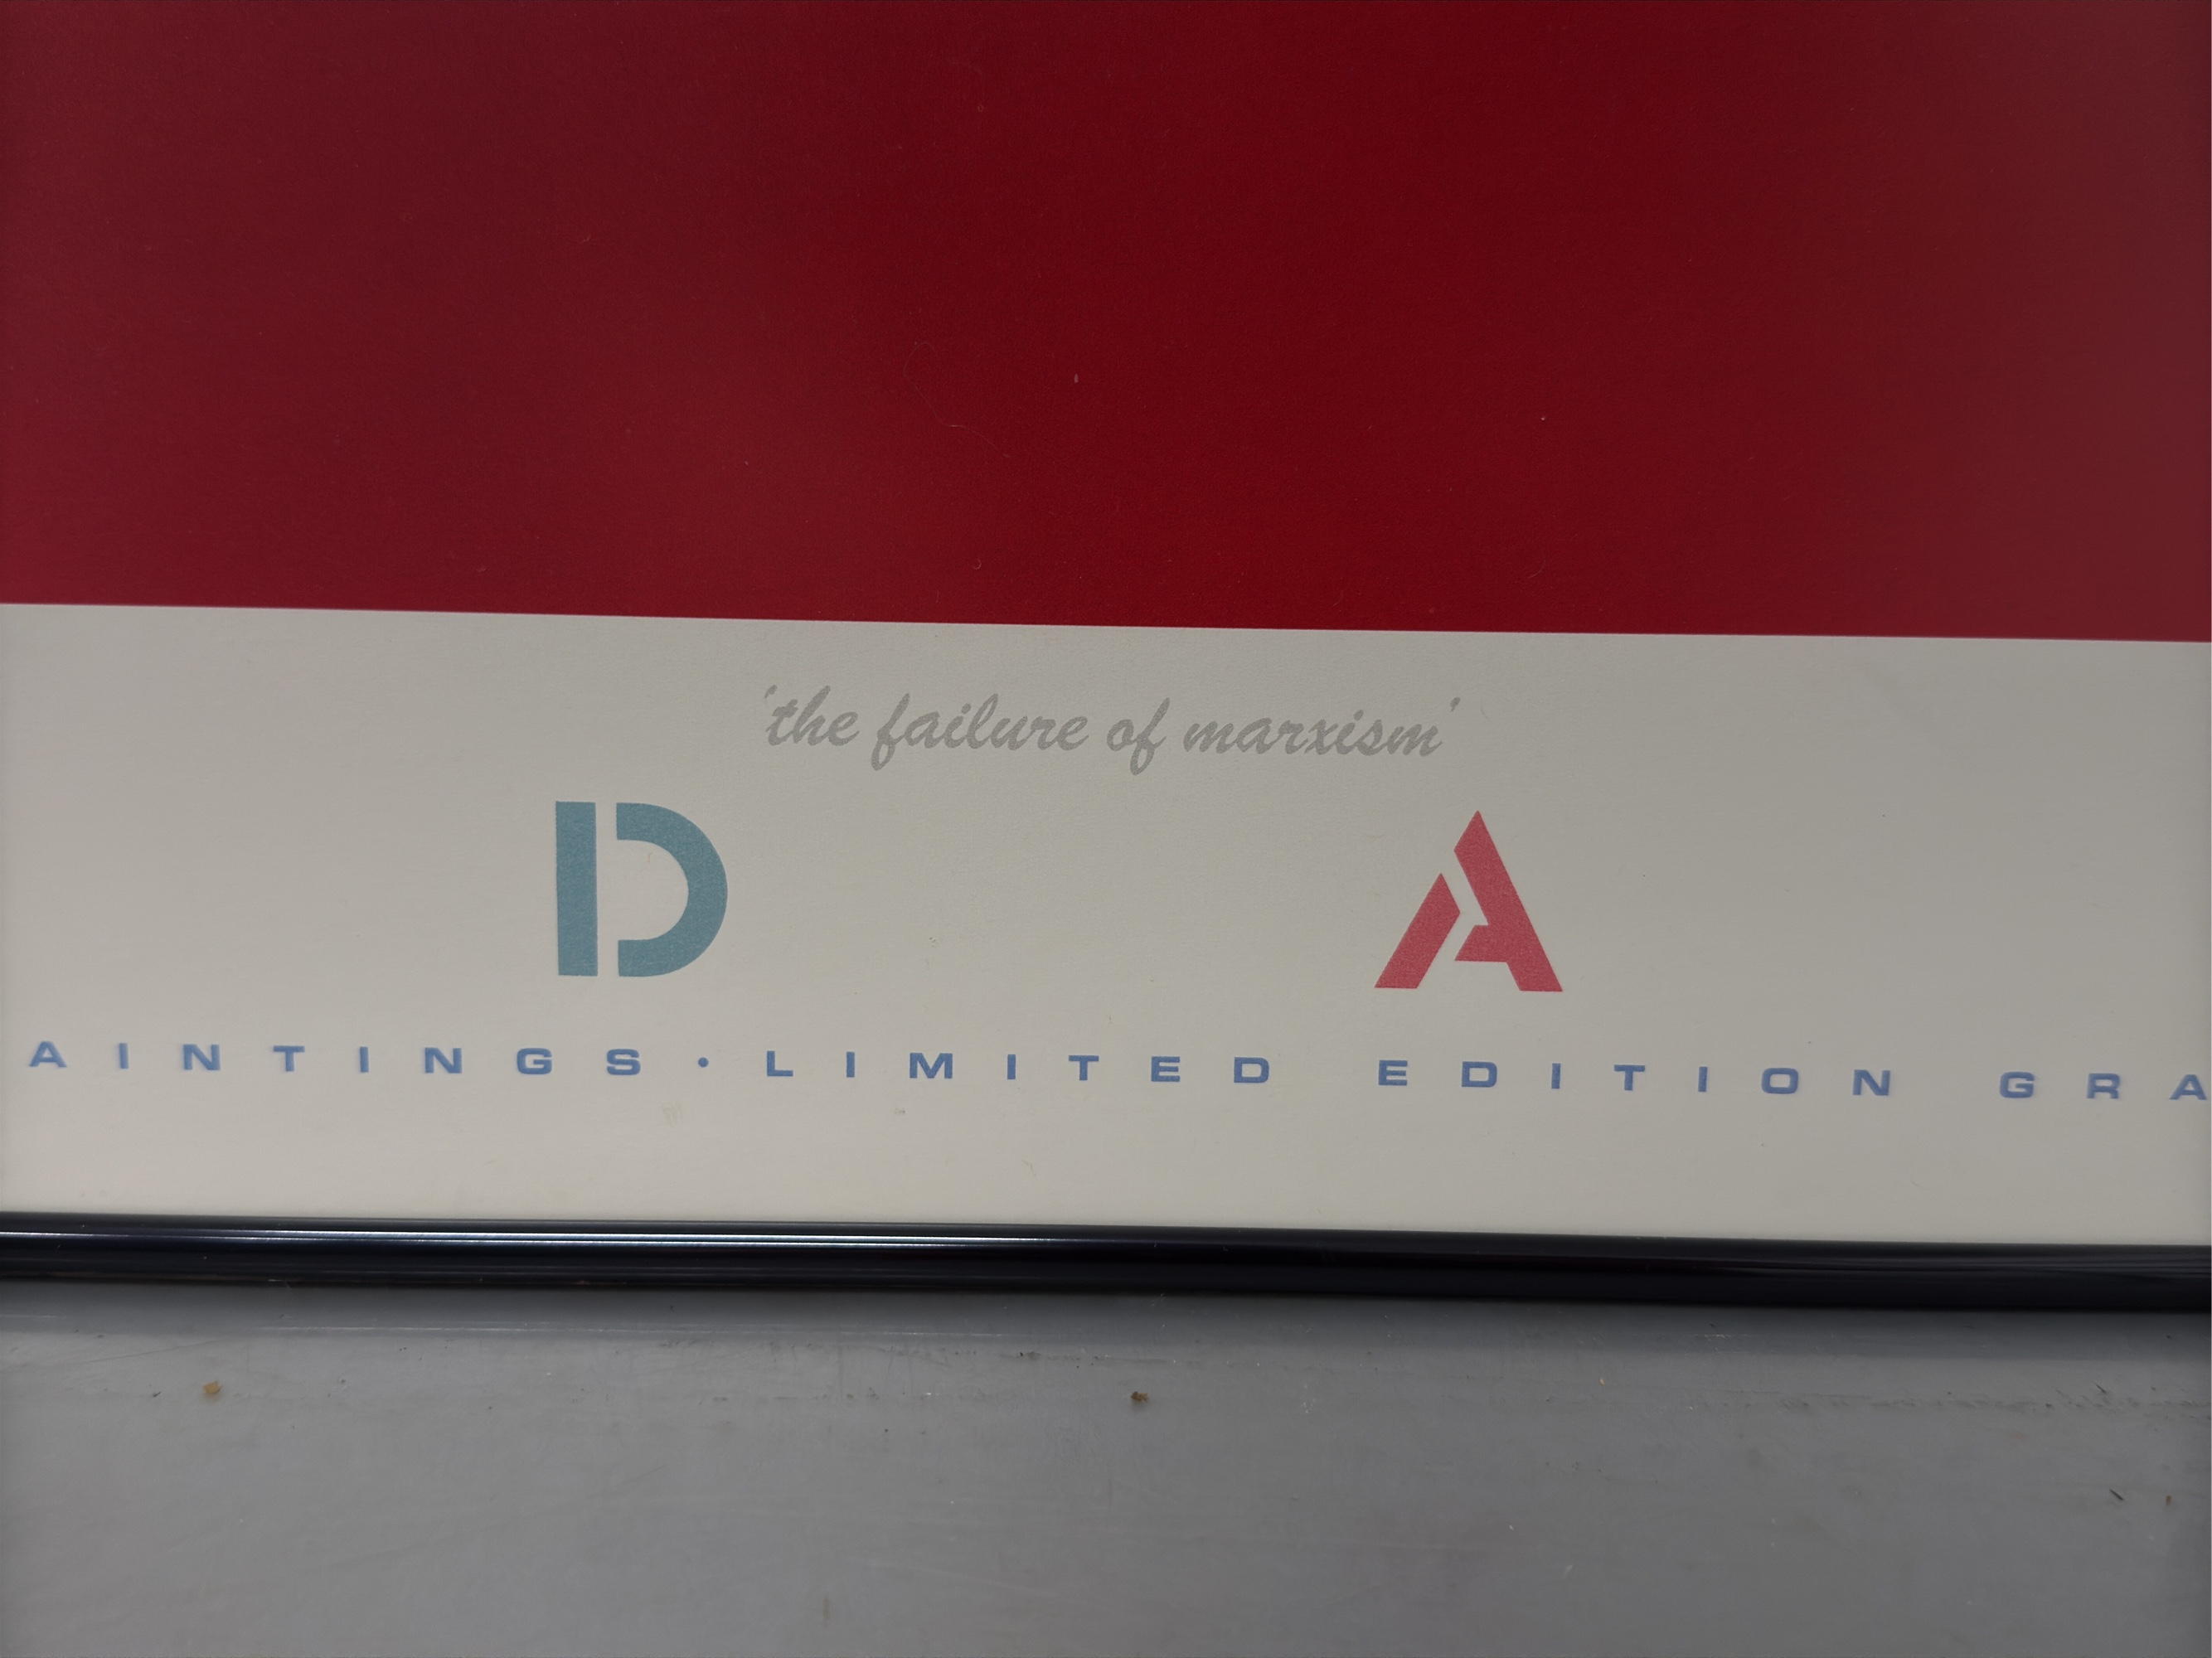 'the failure of marxism'
D A
AINTINGS • LIMITED EDITION GRA